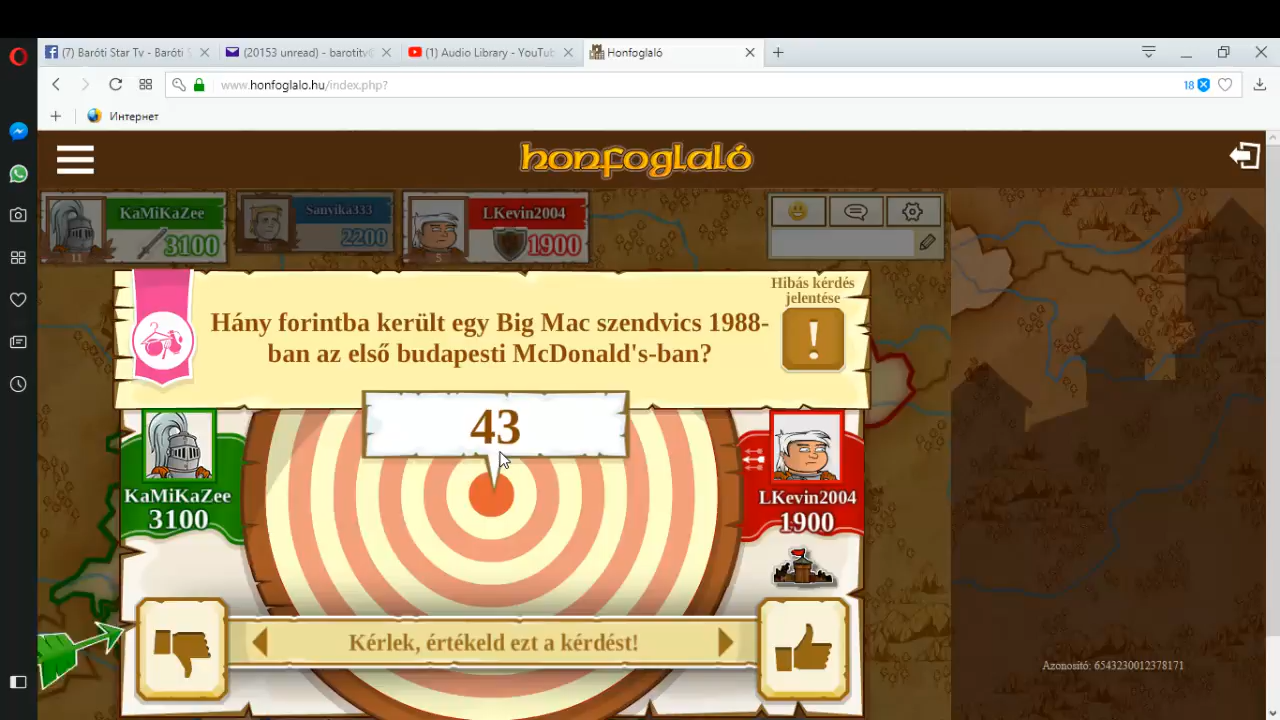 (7) Baróti Star Tv - Baróti
(20153 unread) - barotitv
(1) Audio Library - YouTu
Honfoglaló
www.honfoglalo.hu/index.php?
18
Интернет
honfoglaló
KaMiKaZee
3100
11
Sanvika333
2200
LKevin2004
1900
5
Hibás kérdés
jelentése
Hány forintba került egy Big Mac szendvics 1988-
ban az első budapesti McDonald's-ban?
!
43
KaMiKaZee
3100
LKevin2004
1900
Kérlek, értékeld ezt a kérdést!
Azonosító: 6543230012378171